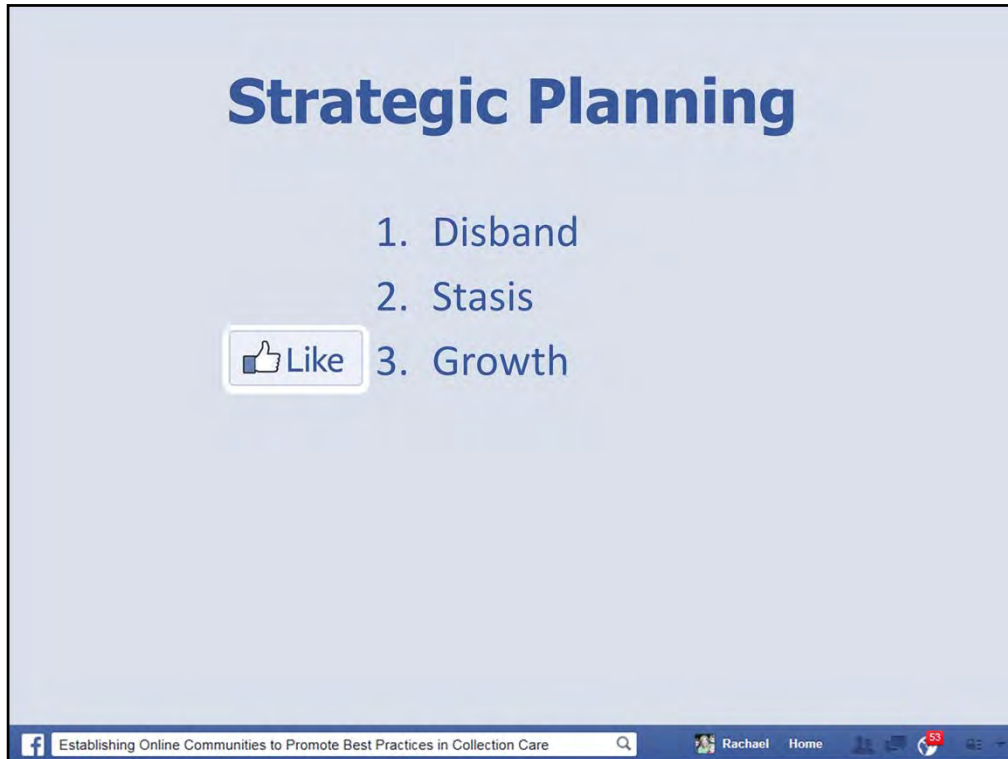 Strategic Planning
1. Disband
2. Stasis
Like 3. Growth
f Establishing Online Communities to Promote Best Practices in Collection Care Rachael Home 53